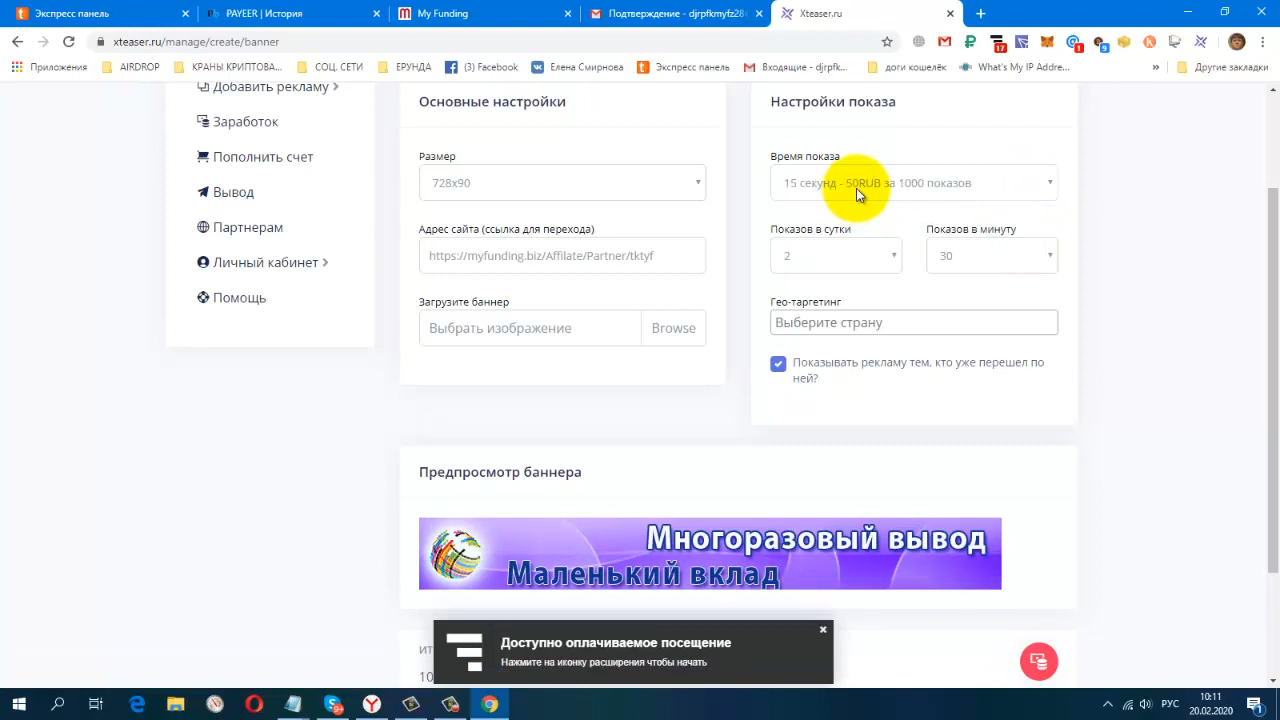 Экспресс панель
PAYEER | История
My Funding
Подтверждение - djrpfkmyfz28
Xteaser.ru
xteaser.ru/manage/create/banner
17
1
9
Приложения
AIRDROP
КРАНЫ КРИПТОВА...
СОЦ. СЕТИ
ЕРУНДА
(3) Facebook
Елена Смирнова
Экспресс панель
Входящие - djrpfk...
доги кошелёк
What's My IP Addre...
»
Другие закладки
Добавить рекламу
Заработок
Пополнить счет
Вывод
Партнерам
Личный кабинет
Помощь
Основные настройки
Размер
728x90
Адрес сайта (ссылка для перехода)
https://myfunding.biz/Affilate/Partner/tktyf
Загрузите баннер
Выбрать изображение
Browse
Настройки показа
Время показа
15 секунд - 50RUB за 1000 показов
Показов в сутки
Показов в минуту
2
30
Гео-таргетинг
Выберите страну
Показывать рекламу тем, кто уже перешел по
ней?
Предпросмотр баннера
Многоразовый вывод
Маленький вклад
Доступно оплачиваемое посещение
Нажмите на иконку расширения чтобы начать
10
РУС
10:11
20.02.2020
1